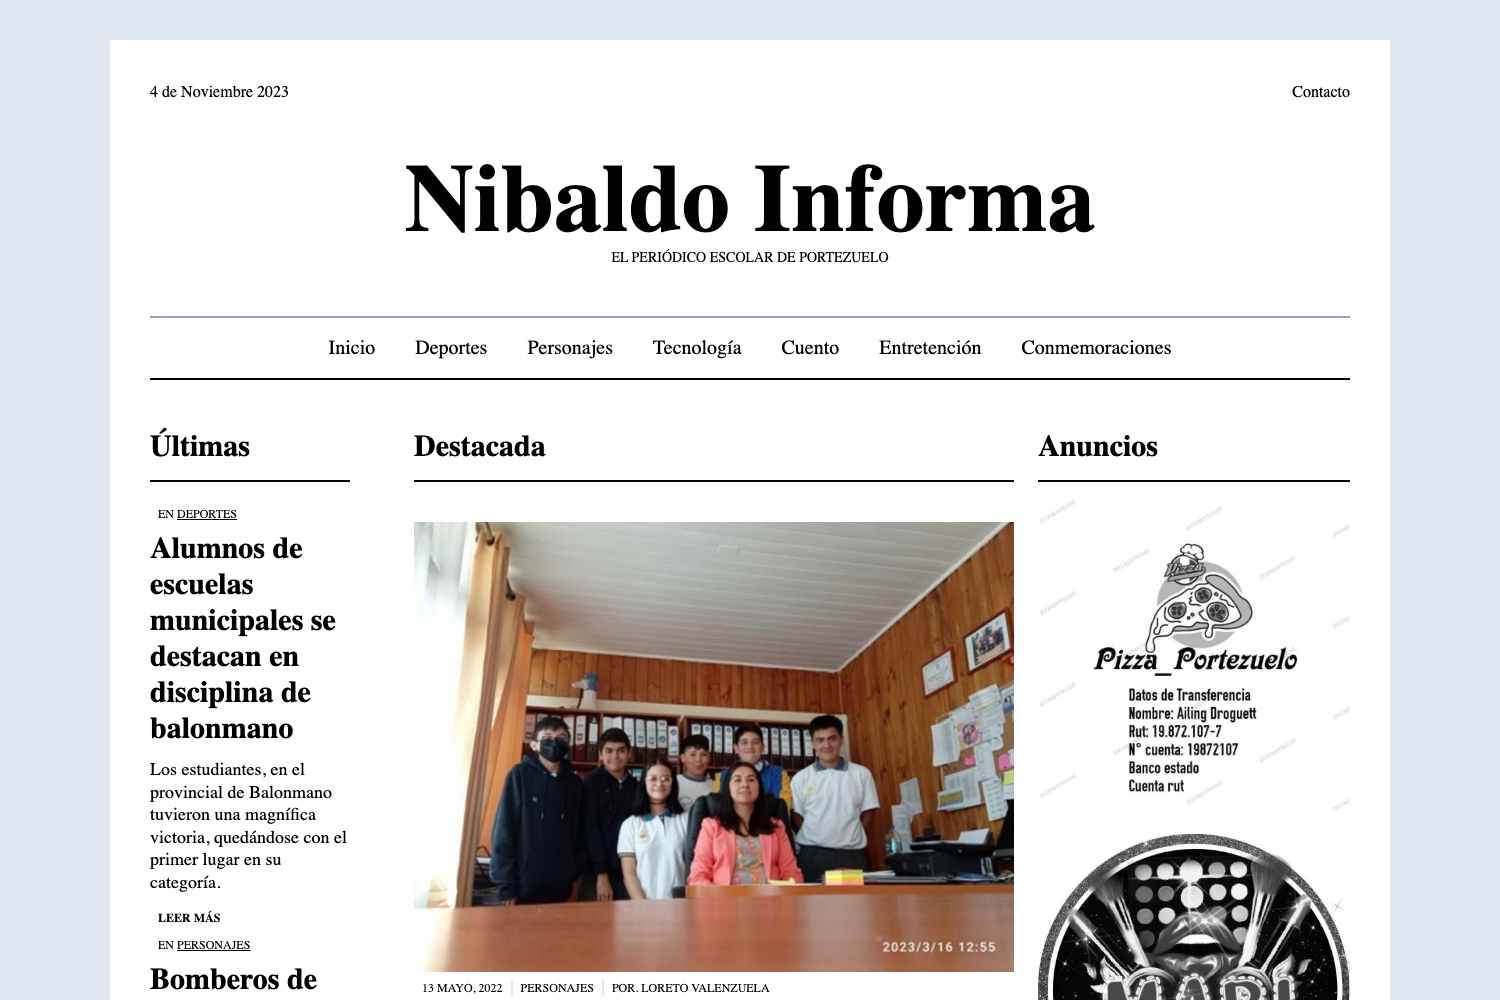 4 de Noviembre 2023
Contacto
Nibaldo Informa
EL PERIÓDICO ESCOLAR DE PORTEZUELO
Inicio
Deportes
Personajes
Tecnología
Cuento
Entretención
Conmemoraciones
Últimas
EN DEPORTES
Alumnos de
escuelas
municipales se
destacan en
disciplina de
balonmano
Los estudiantes, en el
provincial de Balonmano
tuvieron una magnífica
victoria, quedándose con el
primer lugar en su
categoría.
LEER MÁS
EN PERSONAJES
Bomberos de
Destacada
2023/3/16 12:55
13 MAYO, 2022
PERSONAJES
POR. LORETO VALENZUELA
Anuncios
Pizza
Pizza_Portezuelo
Datos de Transferencia
Nombre: Ailing Droguett
Rut: 19.872.107-7
N° cuenta: 19872107
Banco estado
Cuenta rut